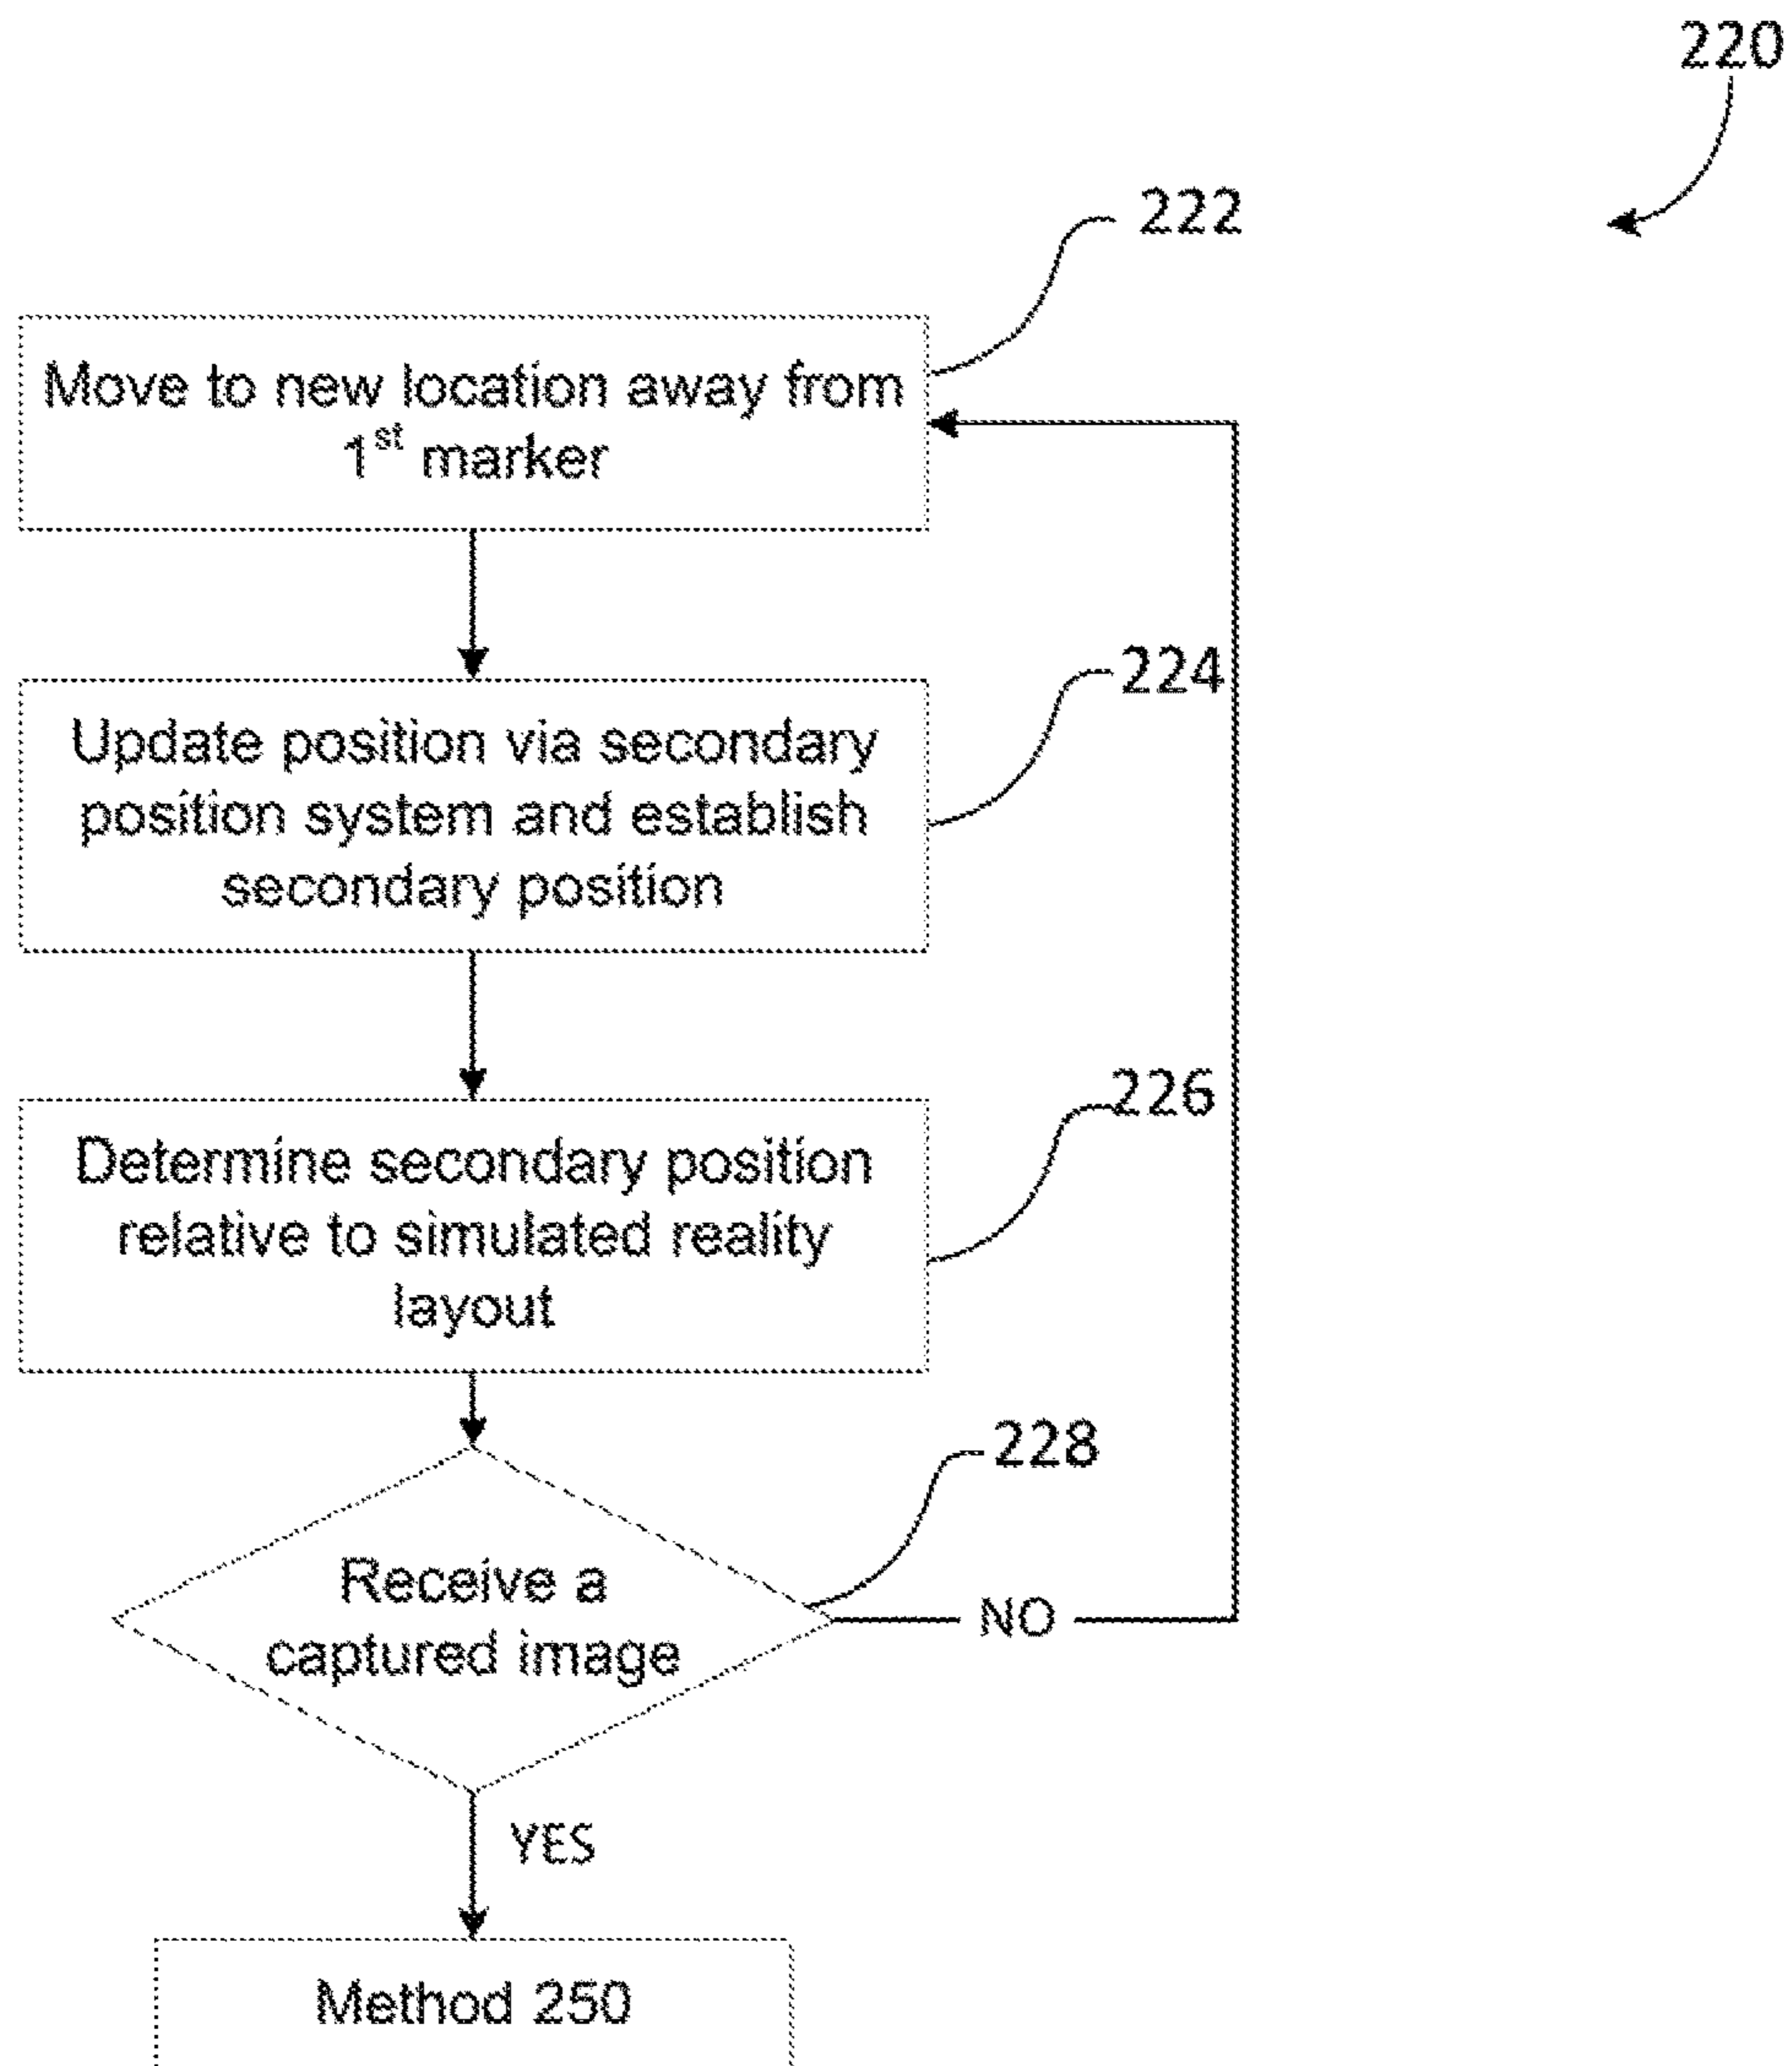 220
222
Move to new location away from
1st marker
224
Update position via secondary
position system and establish
secondary position
226
Determine secondary position
relative to simulated reality
layout
228
Receive a
captured image
NO
YES
Method 250